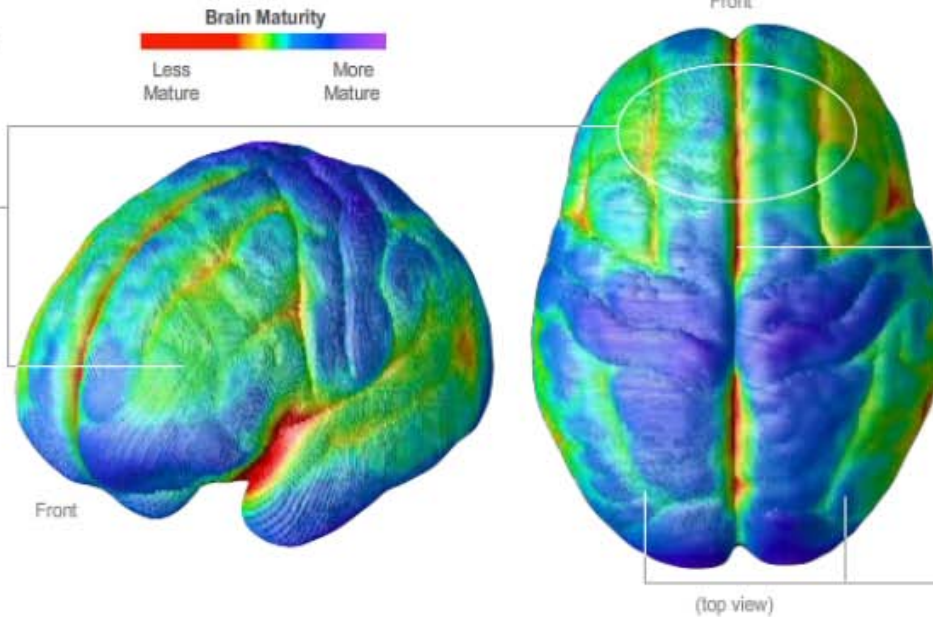 Brain Maturity
Less
Mature
More
Mature
Front
Front
(top view)